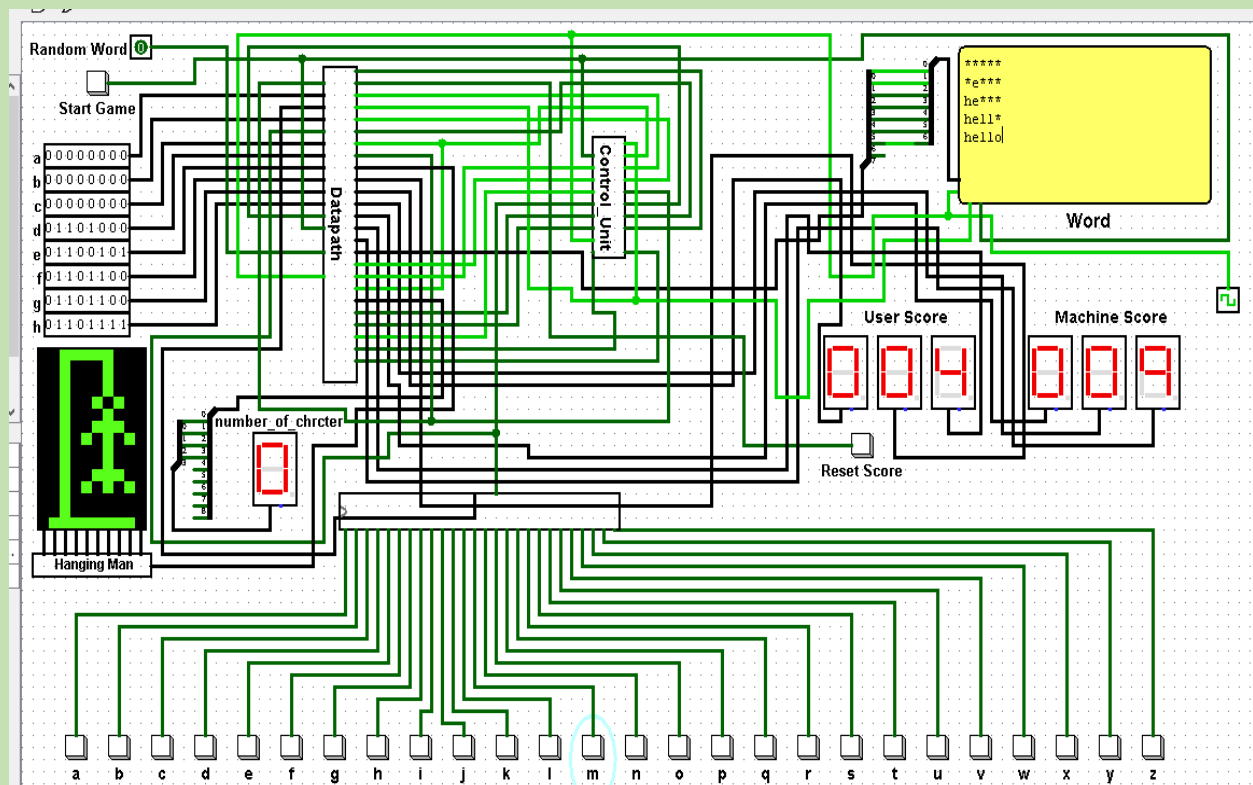 Random Word 0
Start Game
a 00000000
b 00000000
c 00000000
d 01101000
e 01100101
f 01101100
g 01101100
h 01101111
Datapath
Control_Unit
*****
*e***
he***
hell*
hello
Word
User Score
004
Machine Score
004
Reset Score
number_of_chrcter
0
Hanging Man
a b c d e f g h i j k l m n o p q r s t u v w x y z